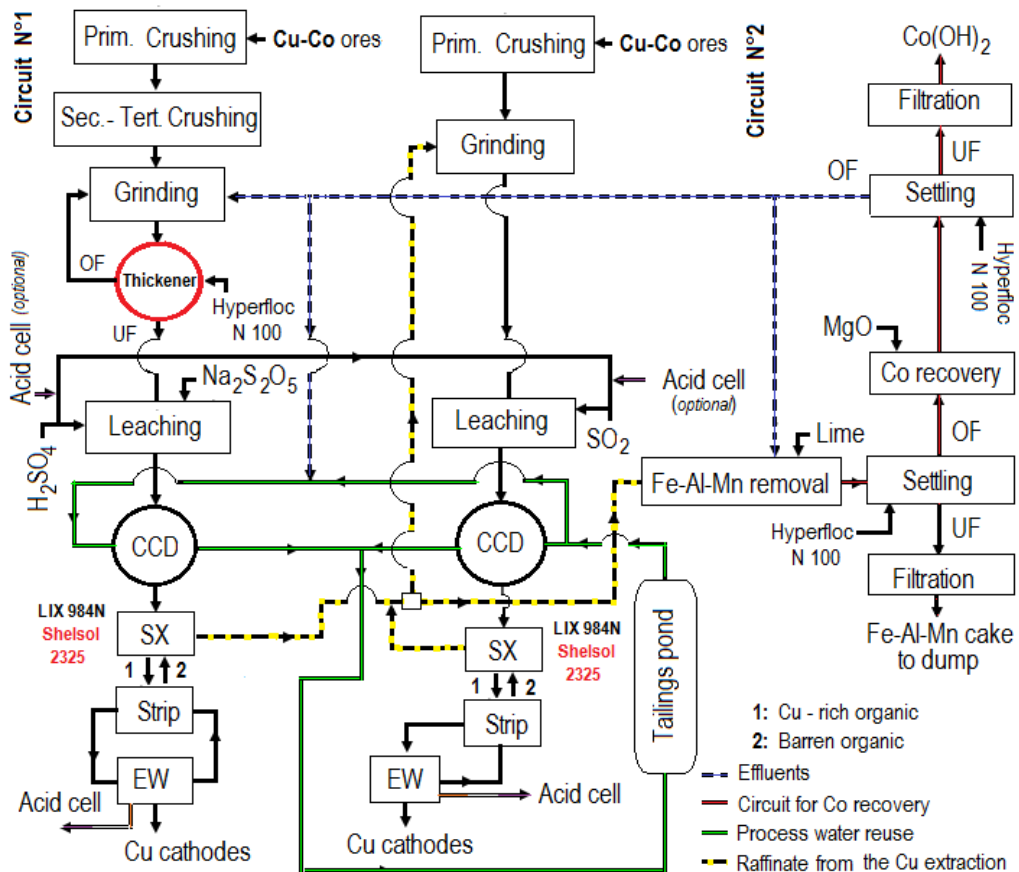 Circuit N°1
Prim. Crushing
Cu-Co ores
Sec.- Tert. Crushing
Grinding
OF
Thickener
Hyperfloc
N 100
UF
Acid cell (optional)
Na2S2O5
Leaching
H2SO4
CCD
LIX 984N
Shelsol
2325
SX
1
2
Strip
EW
Acid cell
Cu cathodes
Prim. Crushing
Cu-Co ores
Circuit N°2
Grinding
Acid cell
(optional)
Leaching
SO2
CCD
LIX 984N
Shelsol
2325
SX
1
2
Strip
EW
Acid cell
Cu cathodes
Tailings pond
Co(OH)2
Filtration
UF
OF
Settling
Hyperfloc
N 100
MgO
Co recovery
OF
Lime
Fe-Al-Mn removal
Settling
Hyperfloc
N 100
UF
Filtration
Fe-Al-Mn cake
to dump
1: Cu - rich organic
2: Barren organic
Effluents
Circuit for Co recovery
Process water reuse
Raffinate from the Cu extraction